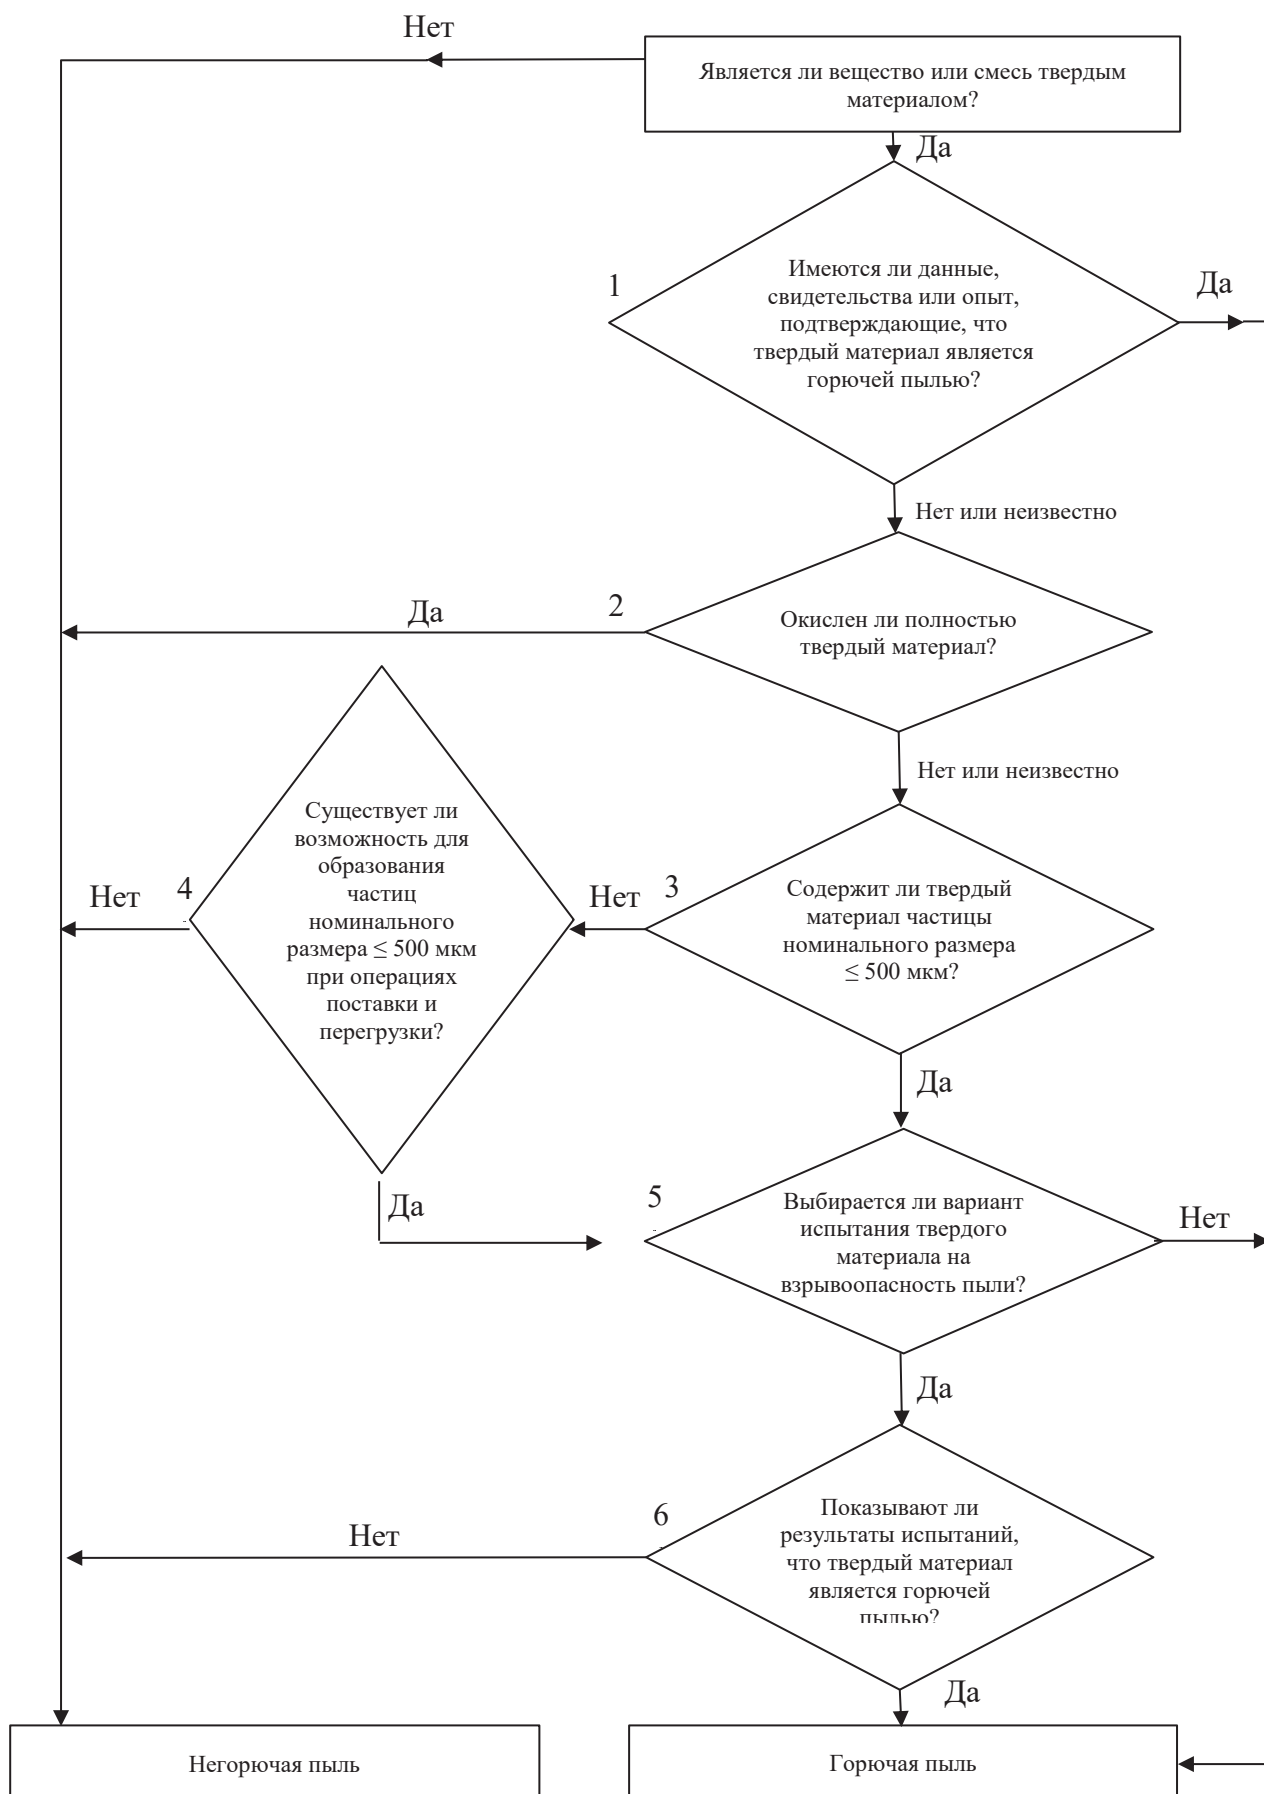 Нет
Является ли вещество или смесь твердым
материалом?
Да
1
Имеются ли данные,
свидетельства или опыт,
подтверждающие, что
твердый материал является
горючей пылью?
Да
Нет или неизвестно
Да
2
Окислен ли полностью
твердый материал?
Нет или неизвестно
Существует ли
возможность для
образования
частиц
номинального
размера ≤ 500 мкм
при операциях
поставки и
перегрузки?
Нет
4
Нет
3
Содержит ли твердый
материал частицы
номинального размера
≤ 500 мкм?
Да
Да
5
Выбирается ли вариант
испытания твердого
материала на
взрывоопасность пыли?
Нет
Да
6
Показывают ли
результаты испытаний,
что твердый материал
является горючей
пылью?
Нет
Да
Негорючая пыль
Горючая пыль